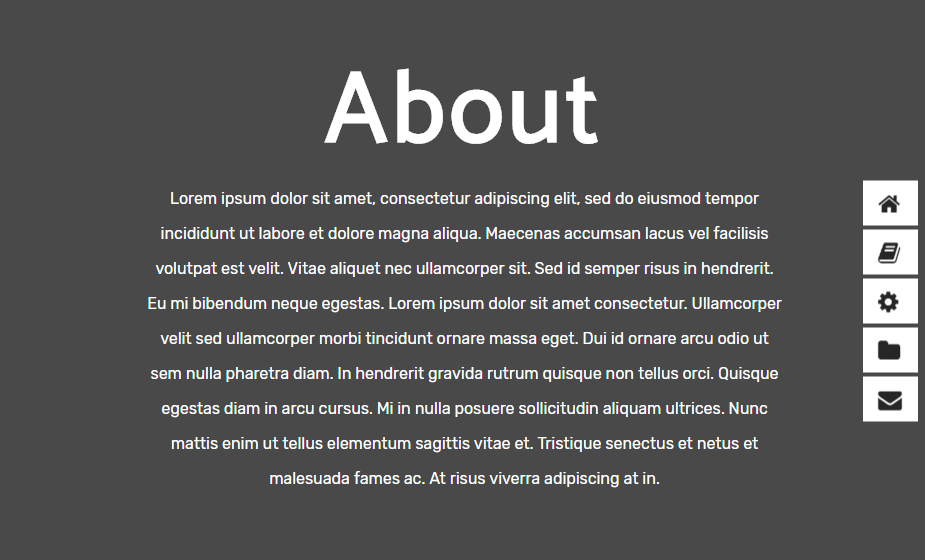 About
Lorem ipsum dolor sit amet, consectetur adipiscing elit, sed do eiusmod tempor
incididunt ut labore et dolore magna aliqua. Maecenas accumsan lacus vel facilisis
volutpat est velit. Vitae aliquet nec ullamcorper sit. Sed id semper risus in hendrerit.
Eu mi bibendum neque egestas. Lorem ipsum dolor sit amet consectetur. Ullamcorper
velit sed ullamcorper morbi tincidunt ornare massa eget. Dui id ornare arcu odio ut
sem nulla pharetra diam. In hendrerit gravida rutrum quisque non tellus orci. Quisque
egestas diam in arcu cursus. Mi in nulla posuere sollicitudin aliquam ultrices. Nunc
mattis enim ut tellus elementum sagittis vitae et. Tristique senectus et netus et
malesuada fames ac. At risus viverra adipiscing at in.